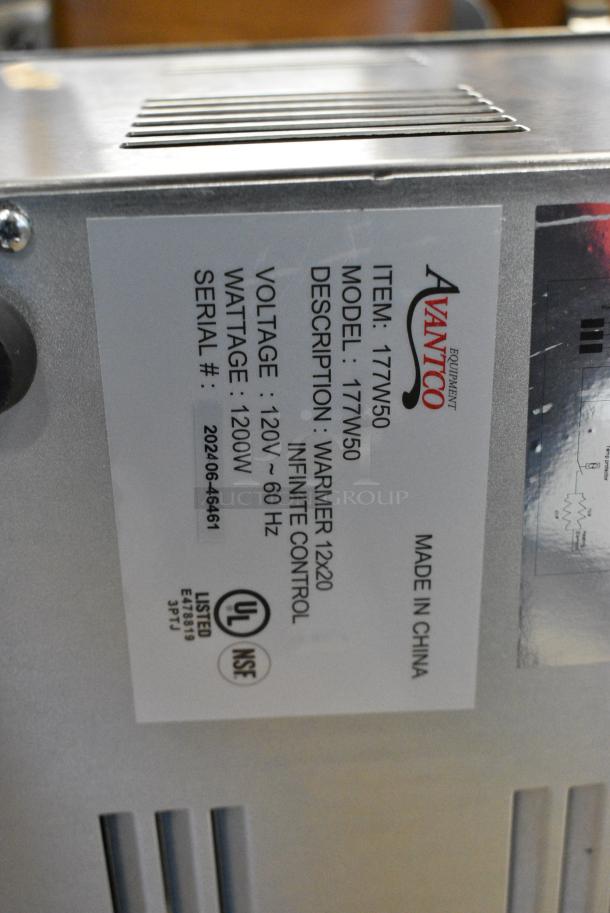 AVANTCO
EQUIPMENT
MADE IN CHINA
ITEM: 177W50
MODEL : 177W50
DESCRIPTION : WARMER 12x20
INFINITE CONTROL
VOLTAGE : 120V ~ 60 Hz
WATTAGE : 1200W
SERIAL # : 202406-46461
UL
NSF
LISTED
E478819
3PTJ
GROUP